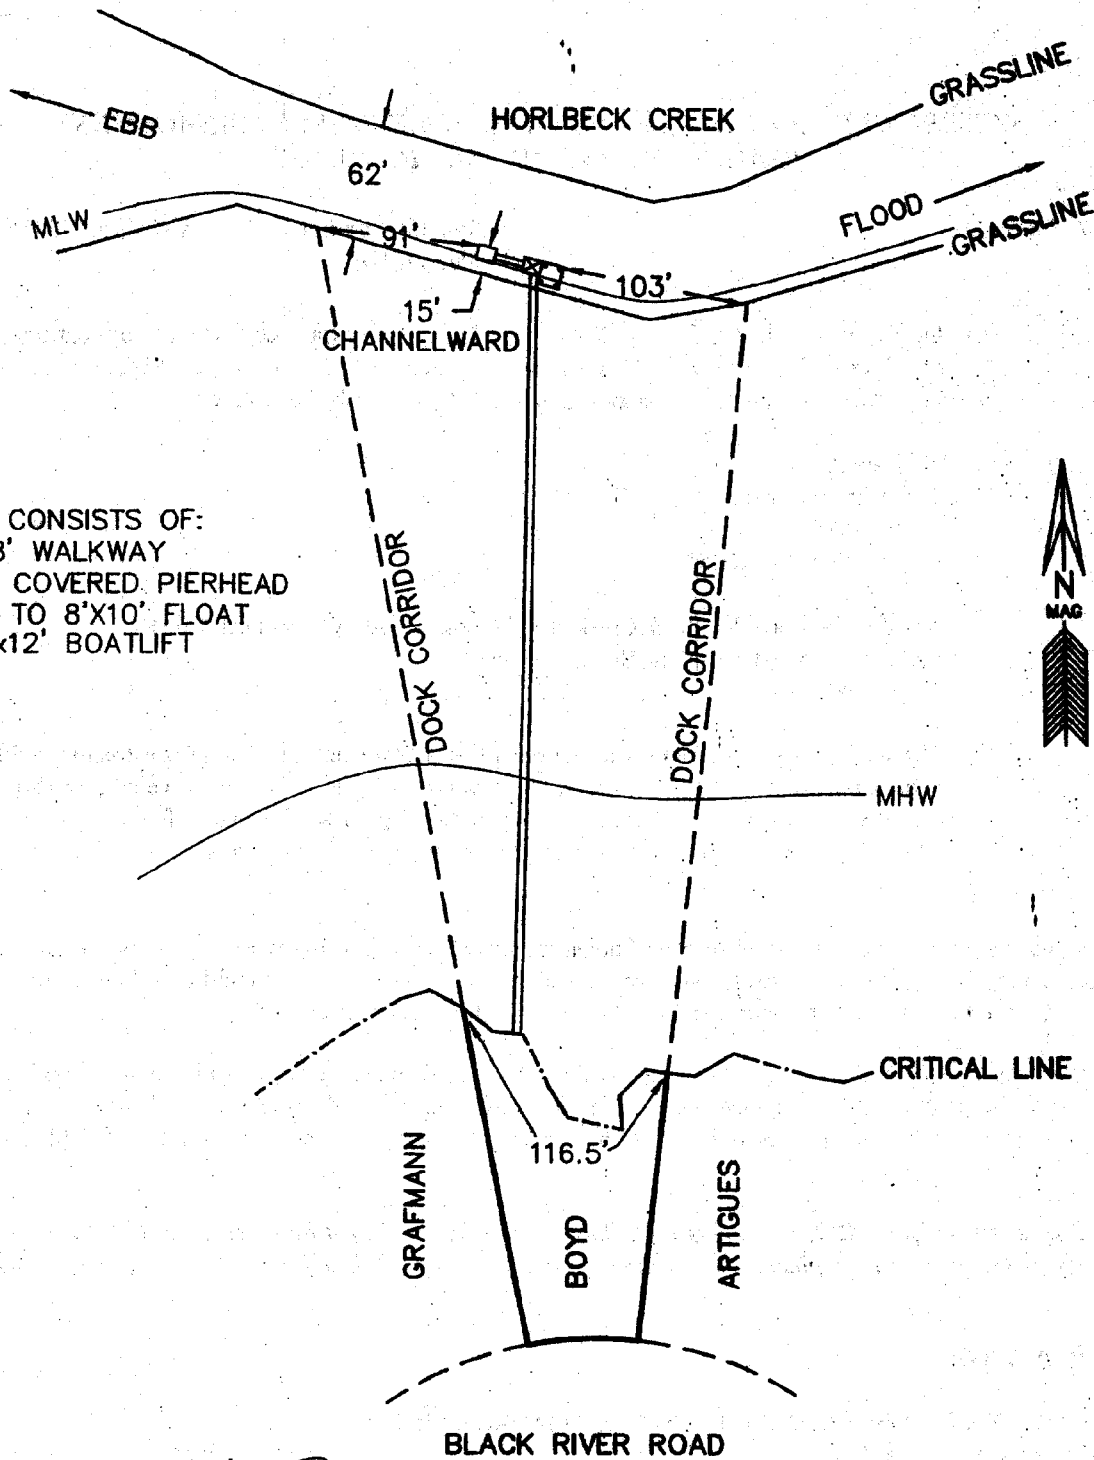 GRASSLINE
EBB
HORLBECK CREEK
62'
MLW
FLOOD
GRASSLINE
91'
103'
15'
CHANNELWARD
CONSISTS OF:
WALKWAY
COVERED PIERHEAD
TO 8'X10' FLOAT
x12' BOATLIFT
DOCK CORRIDOR
DOCK CORRIDOR
N
MAG
MHW
CRITICAL LINE
116.5'
GRAFMANN
BOYD
ARTIGUES
BLACK RIVER ROAD